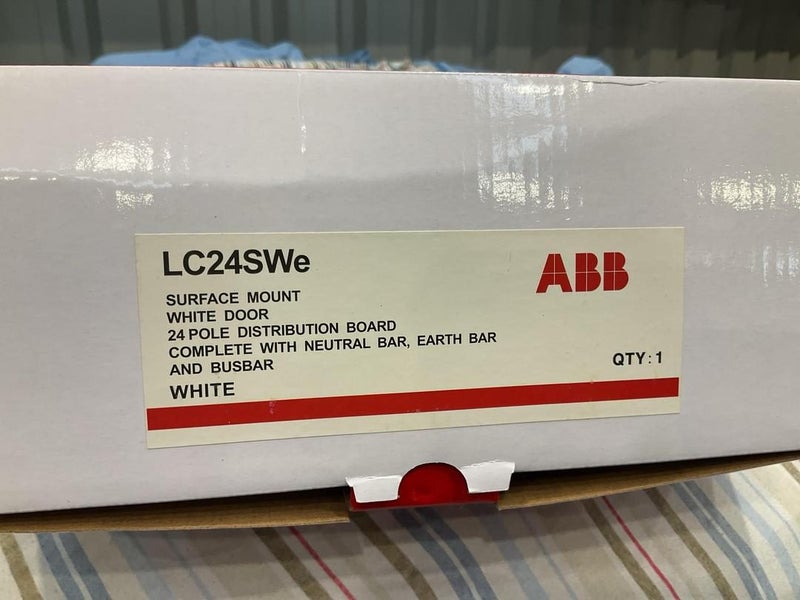 LC24SWe
ABB
SURFACE MOUNT
WHITE DOOR
24 POLE DISTRIBUTION BOARD
COMPLETE WITH NEUTRAL BAR, EARTH BAR
AND BUSBAR
QTY: 1
WHITE